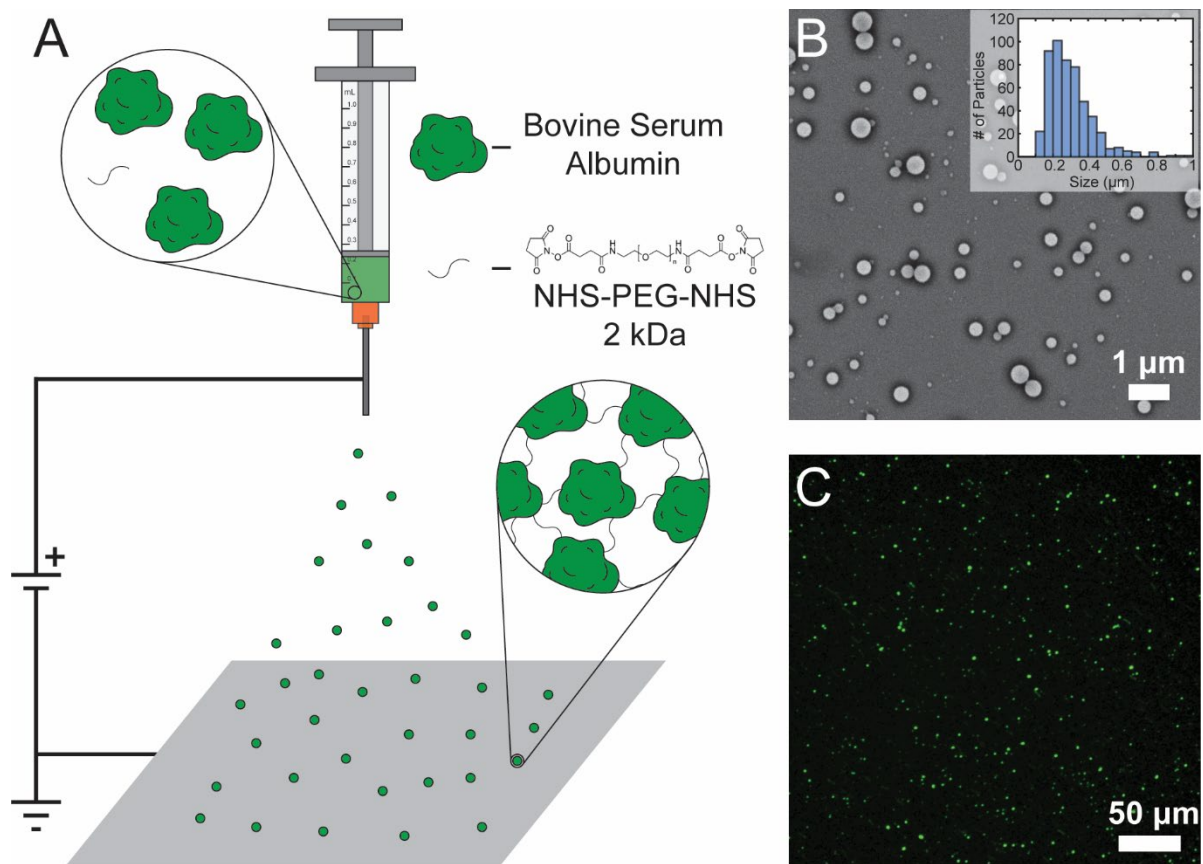 A
mL
1.0
0.9
0.8
0.7
0.6
0.5
0.4
0.3
0.2
Bovine Serum
Albumin
O
O
N
O
O
O
H
N
O
n
N
H
O
O
O
N
O
O
NHS-PEG-NHS
2 kDa
+
-
B
# of Particles
120
100
80
60
40
20
0
0
0.2
0.4
0.6
0.8
1
Size (µm)
1 µm
C
50 µm